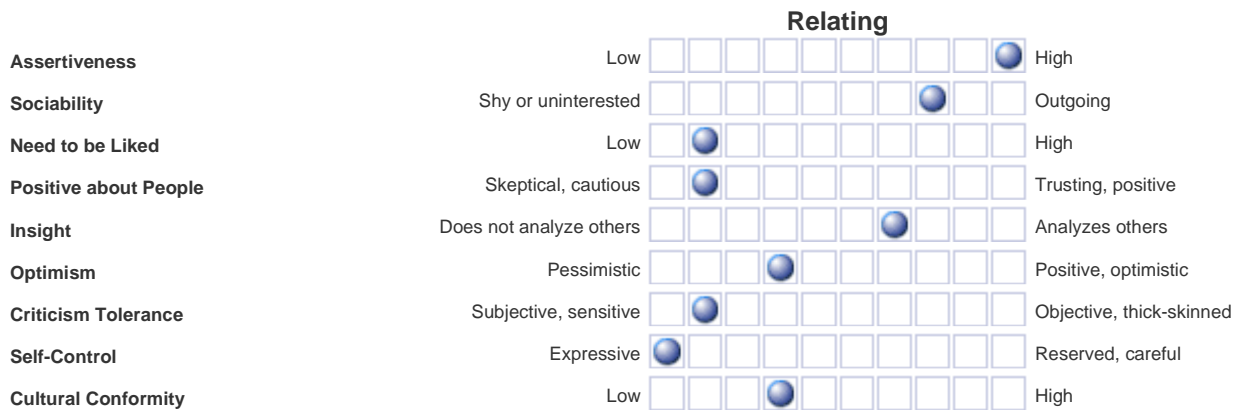 Relating
Assertiveness Low High
Sociability Shy or uninterested Outgoing
Need to be Liked Low High
Positive about People Skeptical, cautious Trusting, positive
Insight Does not analyze others Analyzes others
Optimism Pessimistic Positive, optimistic
Criticism Tolerance Subjective, sensitive Objective, thick-skinned
Self-Control Expressive Reserved, careful
Cultural Conformity Low High